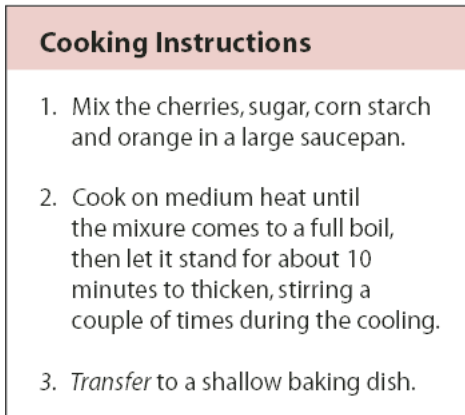 Cooking Instructions
1. Mix the cherries, sugar, corn starch
and orange in a large saucepan.
2. Cook on medium heat until
the mixure comes to a full boil,
then let it stand for about 10
minutes to thicken, stirring a
couple of times during the cooling.
3. Transfer to a shallow baking dish.